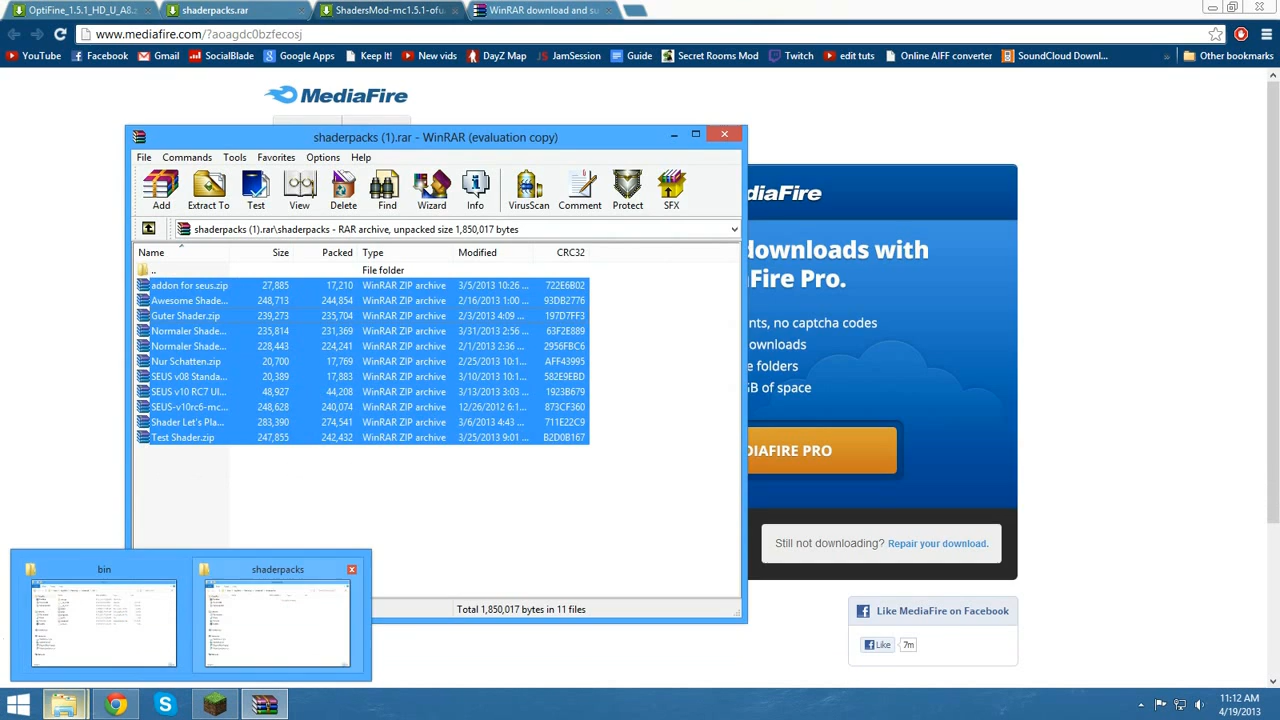 OptiFine_1.5.1_HD_U_A8.
shaderpacks.rar
ShadersMod-mc1.5.1-ofu
WinRAR download and su
www.mediafire.com/?aoagdc0bzfecosj
YouTube
Facebook
Gmail
SocialBlade
Google Apps
Keep It!
New vids
DayZ Map
JamSession
Guide
Secret Rooms Mod
Twitch
edit tuts
Online AIFF converter
SoundCloud Downl...
»
Other bookmarks
MediaFire
shaderpacks (1).rar - WinRAR (evaluation copy)
File Commands Tools Favorites Options Help
Add Extract To Test View Delete Find Wizard Info VirusScan Comment Protect SFX
shaderpacks (1).rar\shaderpacks - RAR archive, unpacked size 1,850,017 bytes
Name Size Packed Type Modified CRC32
.. File folder
addon for seus.zip 27,885 17,210 WinRAR ZIP archive 3/5/2013 10:26 ... 722E6B02
Awesome Shade... 248,713 244,854 WinRAR ZIP archive 2/16/2013 1:00 ... 93DB2776
Guter Shader.zip 239,273 235,704 WinRAR ZIP archive 2/3/2013 4:09 ... 197D7FF3
Normaler Shade... 235,814 231,369 WinRAR ZIP archive 3/31/2013 2:56 ... 63F2E889
Normaler Shade... 228,443 224,241 WinRAR ZIP archive 2/1/2013 2:36 ... 2956FBC6
Nur Schatten.zip 20,700 17,769 WinRAR ZIP archive 2/25/2013 10:1... AFF43995
SEUS v08 Standa... 20,389 17,883 WinRAR ZIP archive 3/10/2013 10:1... 582E9EBD
SEUS v10 RC7 Ul... 48,927 44,208 WinRAR ZIP archive 3/13/2013 3:03 ... 1923B679
SEUS-v10rc6-mc... 248,628 240,074 WinRAR ZIP archive 12/26/2012 6:1... 873CF360
Shader Let's Pla... 283,390 274,541 WinRAR ZIP archive 3/6/2013 4:43 ... 711E22C9
Test Shader.zip 247,855 242,432 WinRAR ZIP archive 3/25/2013 9:01 ... B2D0B167
Total 1,850,017 bytes in 11 files
diaFire
downloads with
Fire Pro.
nts, no captcha codes
ownloads
e folders
GB of space
DIAFIRE PRO
Still not downloading? Repair your download.
Like MediaFire on Facebook
Like 7m
bin
shaderpacks
11:12 AM
4/19/2013